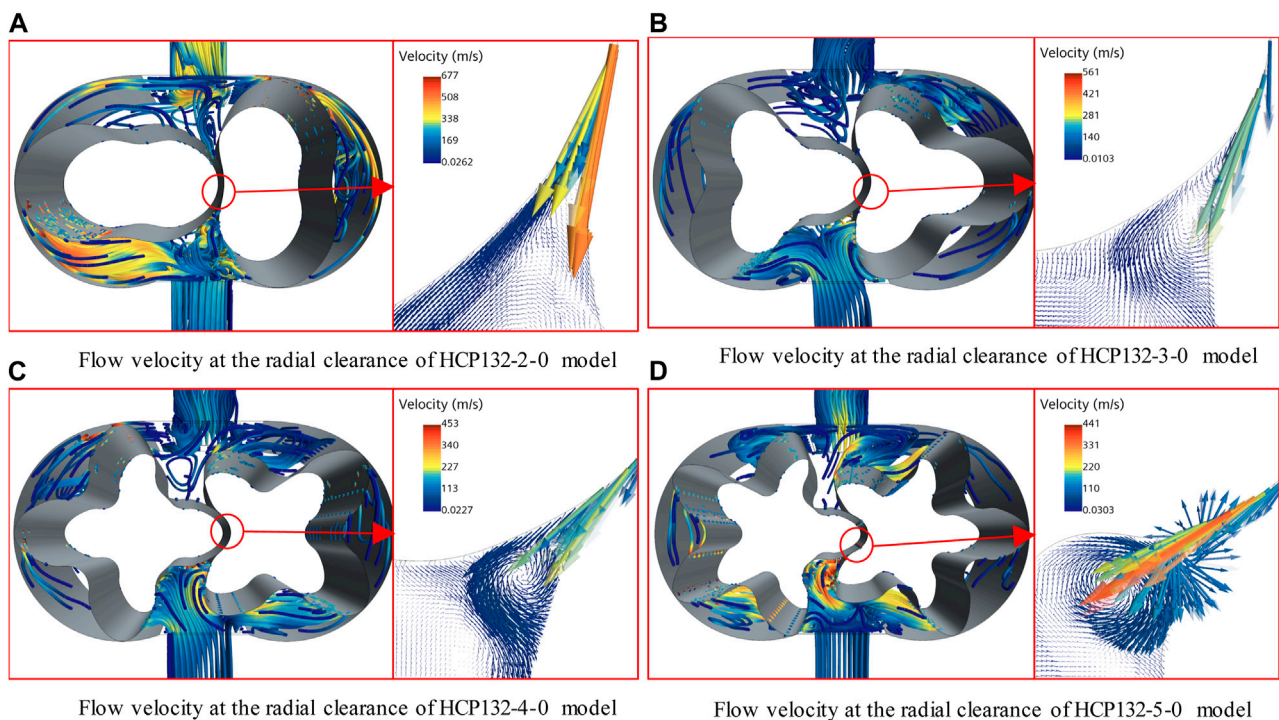 A
Velocity (m/s)
677
508
338
169
0.0262
Flow velocity at the radial clearance of HCP132-2-0 model
B
Velocity (m/s)
561
421
281
140
0.0103
Flow velocity at the radial clearance of HCP132-3-0 model
C
Velocity (m/s)
453
340
227
113
0.0227
Flow velocity at the radial clearance of HCP132-4-0 model
D
Velocity (m/s)
441
331
220
110
0.0303
Flow velocity at the radial clearance of HCP132-5-0 model